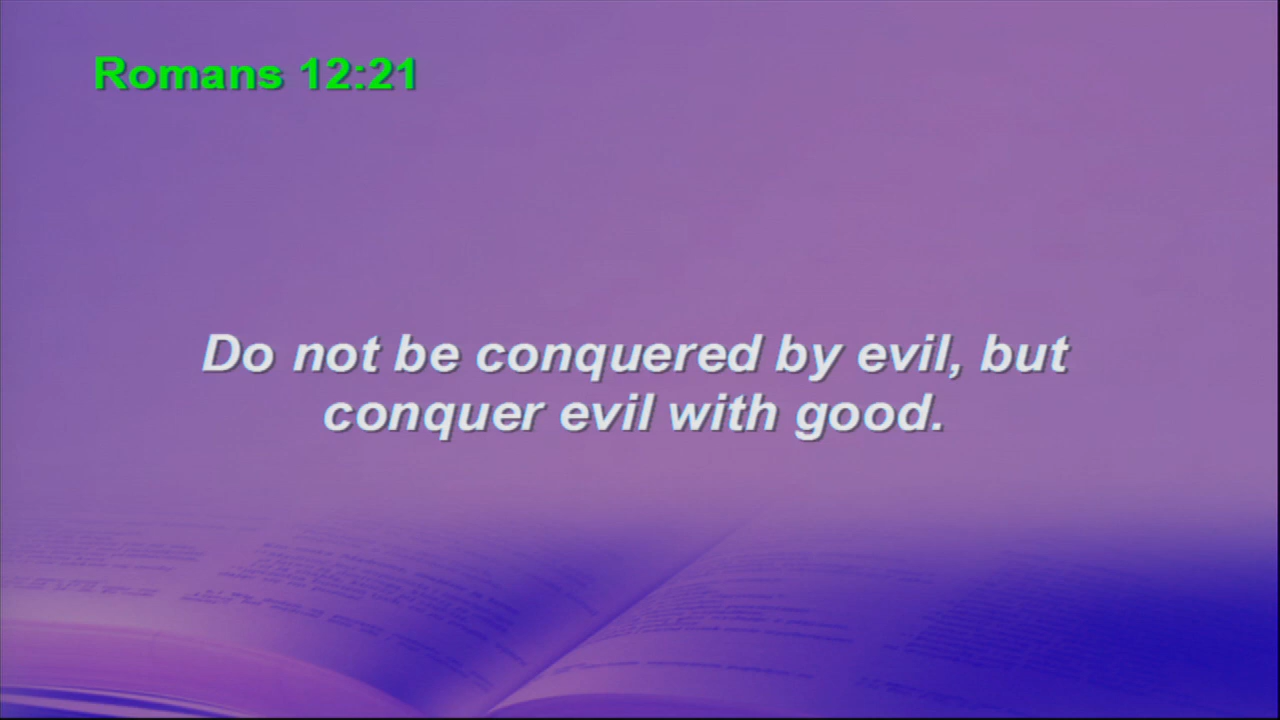 Romans 12:21
Do not be conquered by evil, but
conquer evil with good.